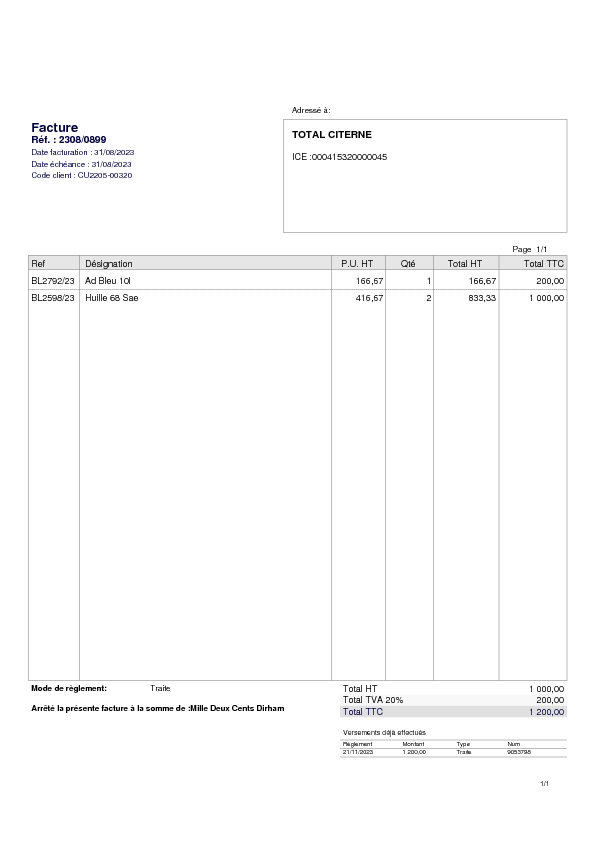 Adressé à:
Facture
Réf. : 2308/0899
Date facturation : 31/08/2023
Date échéance : 31/08/2023
Code client : CU2205-00320
TOTAL CITERNE
ICE :000415320000045
Page 1/1
Ref Désignation P.U. HT Qté Total HT Total TTC
BL2792/23 Ad Bleu 10l 166,67 1 166,67 200,00
BL2598/23 Huille 68 Sae 416,67 2 833,33 1 000,00
Mode de règlement: Traite
Total HT 1 000,00
Total TVA 20% 200,00
Arrêté la présente facture à la somme de :Mille Deux Cents Dirham
Total TTC 1 200,00
Versements déjà effectués
Règlement Montant Type Num
21/11/2023 1 200,00 Traite 9053798
1/1